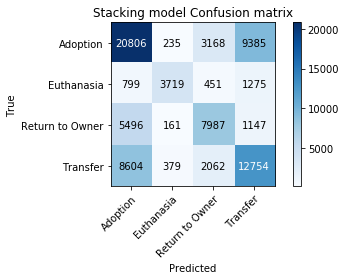 Stacking model Confusion matrix
Adoption 20806 235 3168 9385
Euthanasia 799 3719 451 1275
Return to Owner 5496 161 7987 1147
Transfer 8604 379 2062 12754
True
Adoption
Euthanasia
Return to Owner
Transfer
Predicted
20000
15000
10000
5000